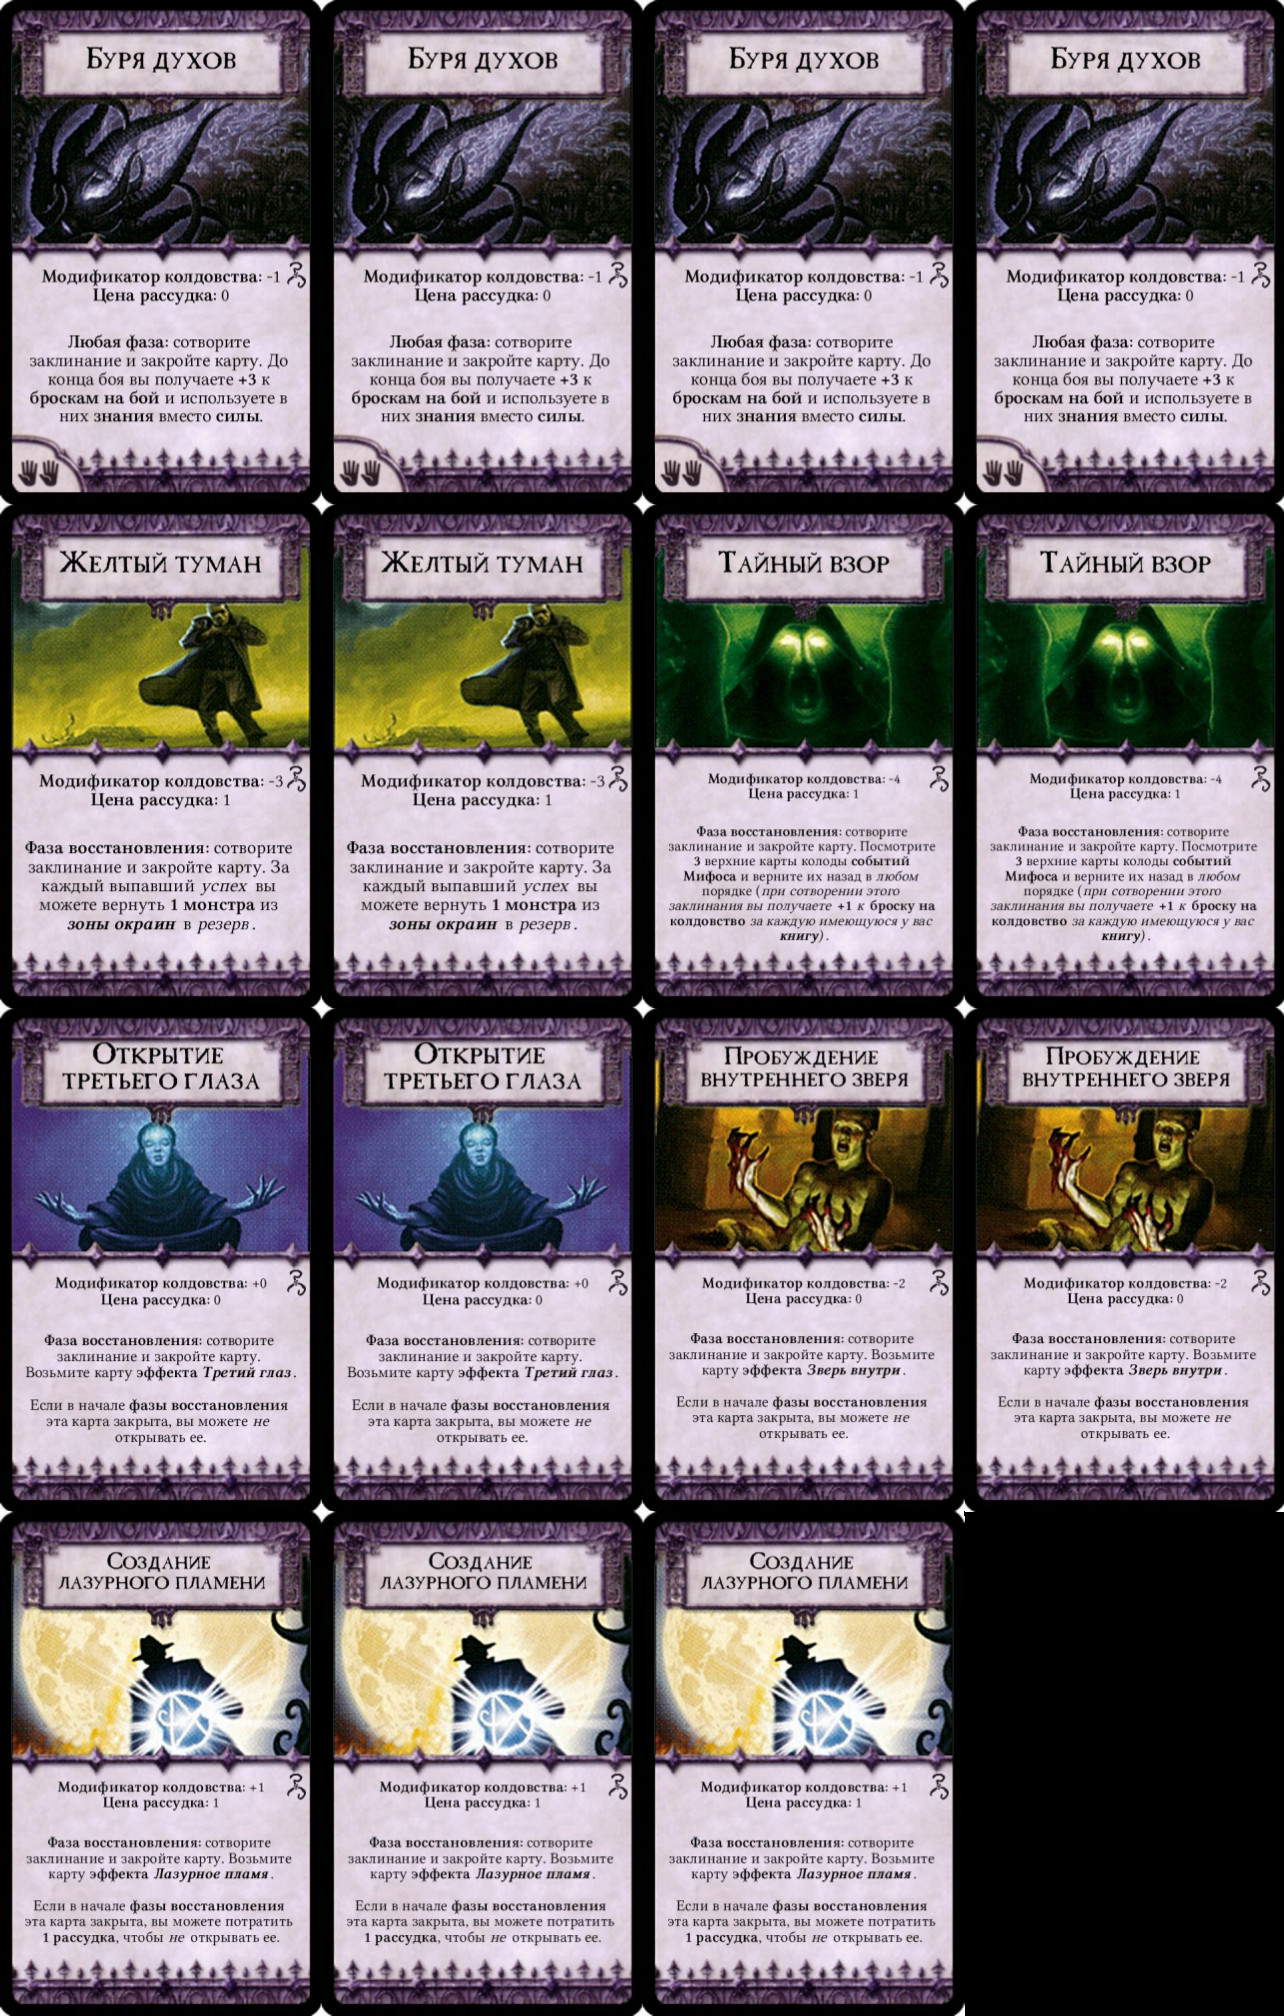 Буря духов
Модификатор колдовства: -1
Цена рассудка: 0
Любая фаза: сотворите
заклинание и закройте карту. До
конца боя вы получаете +3 к
броскам на бой и используете в
них знания вместо силы.
Буря духов
Модификатор колдовства: -1
Цена рассудка: 0
Любая фаза: сотворите
заклинание и закройте карту. До
конца боя вы получаете +3 к
броскам на бой и используете в
них знания вместо силы.
Буря духов
Модификатор колдовства: -1
Цена рассудка: 0
Любая фаза: сотворите
заклинание и закройте карту. До
конца боя вы получаете +3 к
броскам на бой и используете в
них знания вместо силы.
Буря духов
Модификатор колдовства: -1
Цена рассудка: 0
Любая фаза: сотворите
заклинание и закройте карту. До
конца боя вы получаете +3 к
броскам на бой и используете в
них знания вместо силы.
Желтый туман
Модификатор колдовства: -3
Цена рассудка: 1
Фаза восстановления: сотворите
заклинание и закройте карту. За
каждый выпавший успех вы
можете вернуть 1 монстра из
зоны окраин в резерв.
Желтый туман
Модификатор колдовства: -3
Цена рассудка: 1
Фаза восстановления: сотворите
заклинание и закройте карту. За
каждый выпавший успех вы
можете вернуть 1 монстра из
зоны окраин в резерв.
Тайный взор
Модификатор колдовства: -4
Цена рассудка: 1
Фаза восстановления: сотворите
заклинание и закройте карту. Посмотрите
3 верхние карты колоды событий
Мифоса и верните их назад в любом
порядке (при сотворении этого
заклинания вы получаете +1 к броску на
колдовство за каждую имеющуюся у вас
книгу).
Тайный взор
Модификатор колдовства: -4
Цена рассудка: 1
Фаза восстановления: сотворите
заклинание и закройте карту. Посмотрите
3 верхние карты колоды событий
Мифоса и верните их назад в любом
порядке (при сотворении этого
заклинания вы получаете +1 к броску на
колдовство за каждую имеющуюся у вас
книгу).
Открытие
третьего глаза
Модификатор колдовства: +0
Цена рассудка: 0
Фаза восстановления: сотворите
заклинание и закройте карту.
Возьмите карту эффекта Третий глаз.
Если в начале фазы восстановления
эта карта закрыта, вы можете не
открывать ее.
Открытие
третьего глаза
Модификатор колдовства: +0
Цена рассудка: 0
Фаза восстановления: сотворите
заклинание и закройте карту.
Возьмите карту эффекта Третий глаз.
Если в начале фазы восстановления
эта карта закрыта, вы можете не
открывать ее.
Пробуждение
внутреннего зверя
Модификатор колдовства: -2
Цена рассудка: 0
Фаза восстановления: сотворите
заклинание и закройте карту. Возьмите
карту эффекта Зверь внутри.
Если в начале фазы восстановления
эта карта закрыта, вы можете не
открывать ее.
Пробуждение
внутреннего зверя
Модификатор колдовства: -2
Цена рассудка: 0
Фаза восстановления: сотворите
заклинание и закройте карту. Возьмите
карту эффекта Зверь внутри.
Если в начале фазы восстановления
эта карта закрыта, вы можете не
открывать ее.
Создание
лазурного пламени
Модификатор колдовства: +1
Цена рассудка: 1
Фаза восстановления: сотворите
заклинание и закройте карту. Возьмите
карту эффекта Лазурное пламя.
Если в начале фазы восстановления
эта карта закрыта, вы можете потратить
1 рассудка, чтобы не открывать ее.
Создание
лазурного пламени
Модификатор колдовства: +1
Цена рассудка: 1
Фаза восстановления: сотворите
заклинание и закройте карту. Возьмите
карту эффекта Лазурное пламя.
Если в начале фазы восстановления
эта карта закрыта, вы можете потратить
1 рассудка, чтобы не открывать ее.
Создание
лазурного пламени
Модификатор колдовства: +1
Цена рассудка: 1
Фаза восстановления: сотворите
заклинание и закройте карту. Возьмите
карту эффекта Лазурное пламя.
Если в начале фазы восстановления
эта карта закрыта, вы можете потратить
1 рассудка, чтобы не открывать ее.